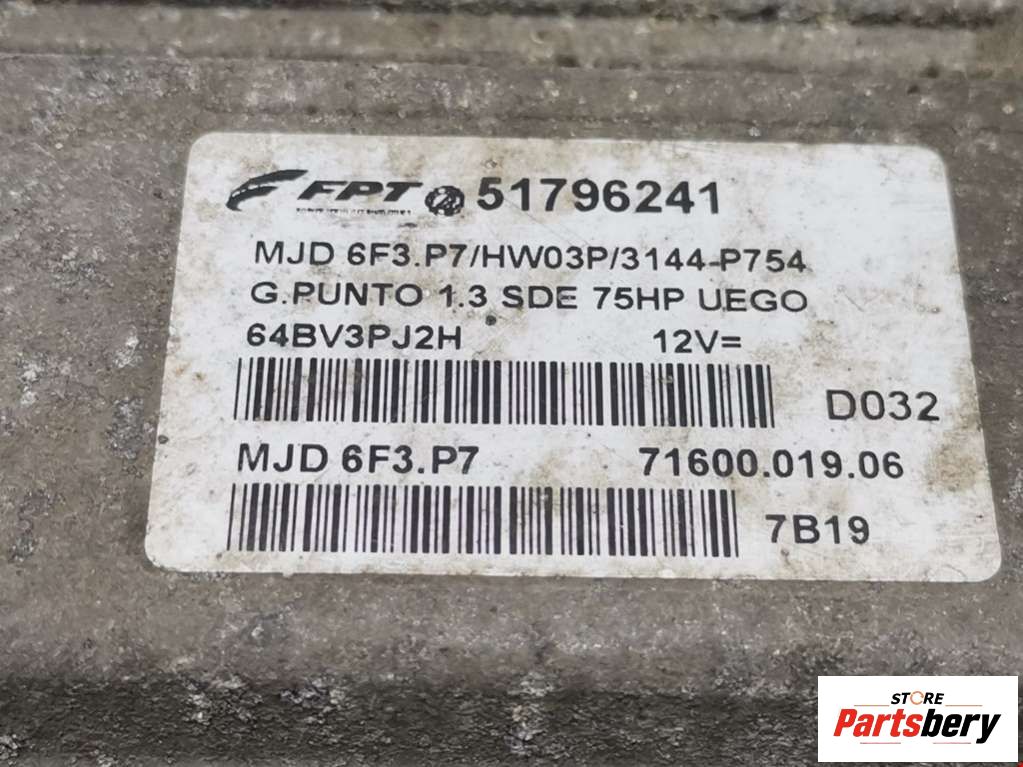 FPT 51796241
MJD 6F3.P7/HW03P/3144-P754
G.PUNTO 1.3 SDE 75HP UEGO
64BV3PJ2H 12V=
D032
MJD 6F3.P7 71600.019.06
7B19
STORE
Partsbery